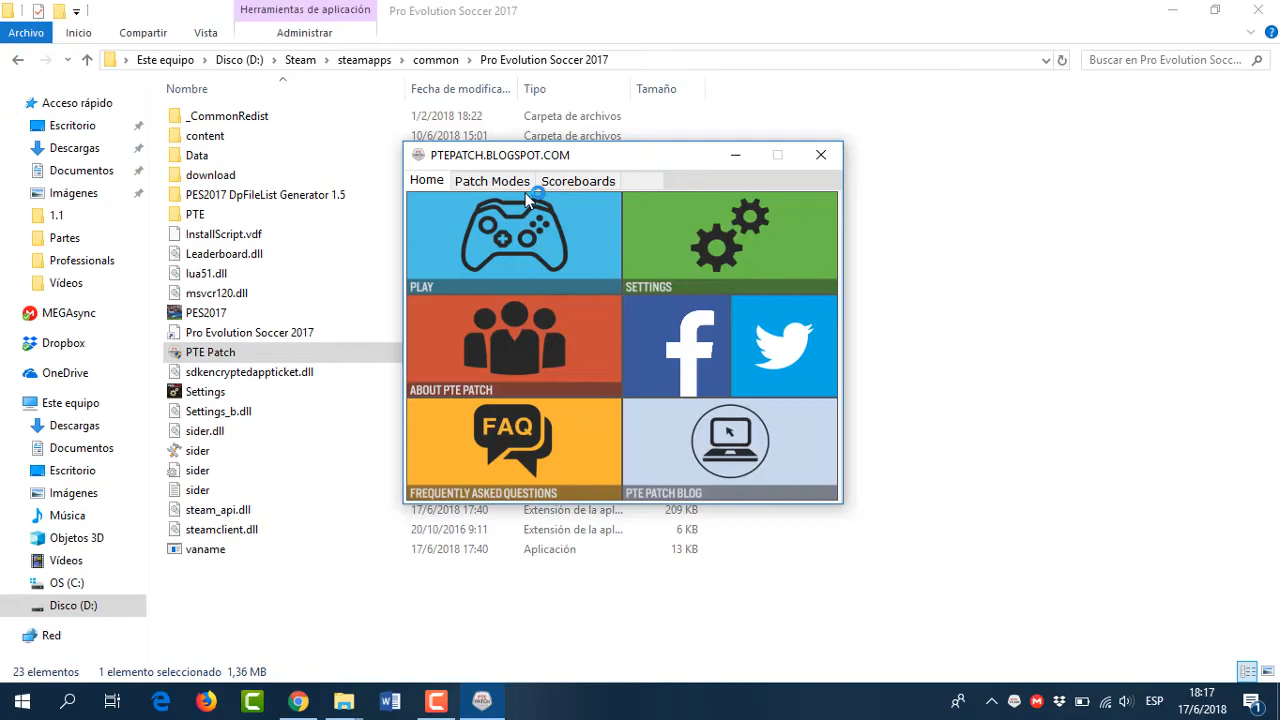 Herramientas de aplicación
Pro Evolution Soccer 2017
Archivo
Inicio
Compartir
Vista
Administrar
Este equipo
Disco (D:)
Steam
steamapps
common
Pro Evolution Soccer 2017
Buscar en Pro Evolution Socc...
Nombre
Fecha de modifica...
Tipo
Tamaño
Acceso rápido
Escritorio
Descargas
Documentos
Imágenes
1.1
Partes
Professionals
Vídeos
MEGAsync
Dropbox
OneDrive
Este equipo
Descargas
Documentos
Escritorio
Imágenes
Música
Objetos 3D
Vídeos
OS (C:)
Disco (D:)
Red
_CommonRedist
1/2/2018 18:22
Carpeta de archivos
content
10/6/2018 15:01
Carpeta de archivos
Data
download
PES2017 DpFileList Generator 1.5
PTE
InstallScript.vdf
Leaderboard.dll
lua51.dll
msvcr120.dll
PES2017
Pro Evolution Soccer 2017
PTE Patch
sdkencryptedappticket.dll
Settings
Settings_b.dll
sider.dll
sider
sider
sider
steam_api.dll
17/6/2018 17:40
Extensión de la apl...
209 KB
steamclient.dll
20/10/2016 9:11
Extensión de la apl...
6 KB
vaname
17/6/2018 17:40
Aplicación
13 KB
PTEPATCH.BLOGSPOT.COM
Home
Patch Modes
Scoreboards
PLAY
SETTINGS
ABOUT PTE PATCH
FAQ
FREQUENTLY ASKED QUESTIONS
PTE PATCH BLOG
23 elementos
1 elemento seleccionado 1,36 MB
PTE
PATCH
ESP
18:17
17/6/2018
1